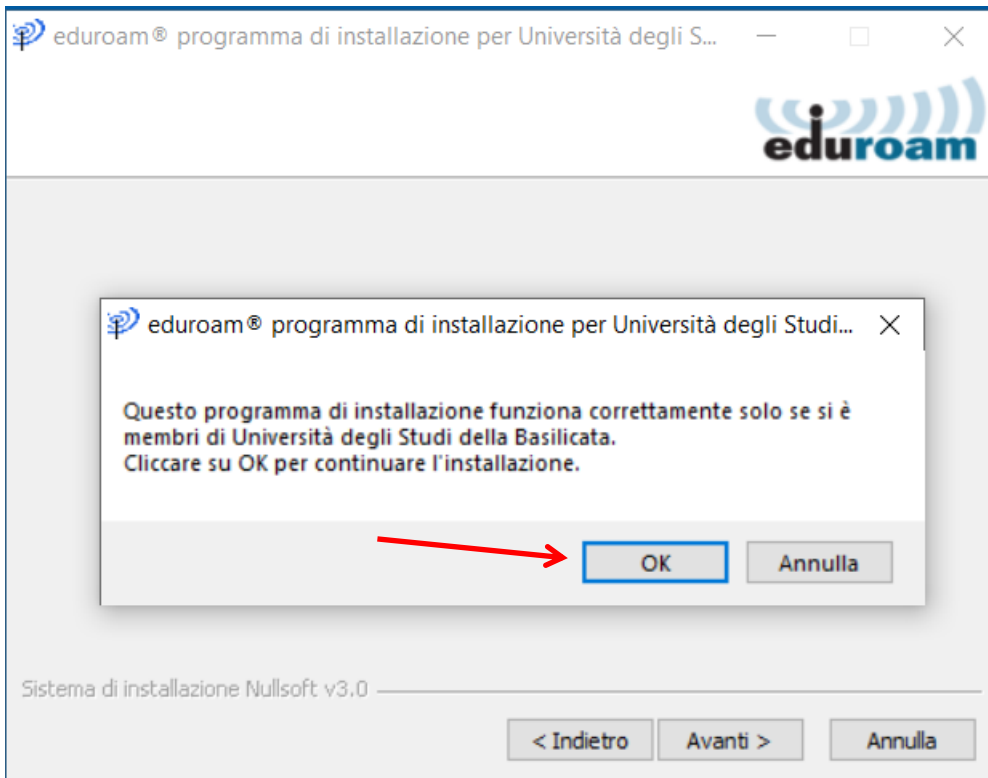 eduroam® programma di installazione per Università degli S...
eduroam
eduroam® programma di installazione per Università degli Studi...
Questo programma di installazione funziona correttamente solo se si è
membri di Università degli Studi della Basilicata.
Cliccare su OK per continuare l'installazione.
OK
Annulla
Sistema di installazione Nullsoft v3.0
< Indietro
Avanti >
Annulla